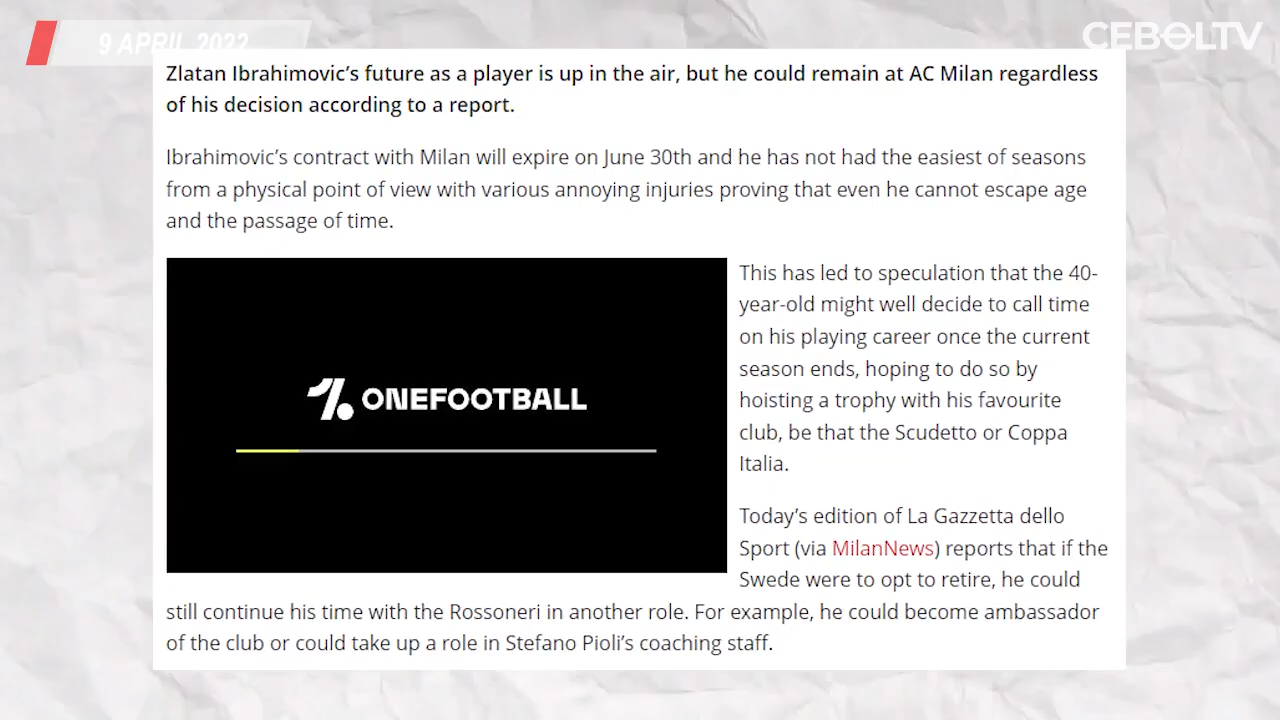 9 APRIL 2022
CEBOLTV
Zlatan Ibrahimovic’s future as a player is up in the air, but he could remain at AC Milan regardless
of his decision according to a report.
Ibrahimovic’s contract with Milan will expire on June 30th and he has not had the easiest of seasons
from a physical point of view with various annoying injuries proving that even he cannot escape age
and the passage of time.
ONEFOOTBALL
This has led to speculation that the 40-
year-old might well decide to call time
on his playing career once the current
season ends, hoping to do so by
hoisting a trophy with his favourite
club, be that the Scudetto or Coppa
Italia.
Today’s edition of La Gazzetta dello
Sport (via MilanNews) reports that if the
Swede were to opt to retire, he could
still continue his time with the Rossoneri in another role. For example, he could become ambassador
of the club or could take up a role in Stefano Pioli’s coaching staff.